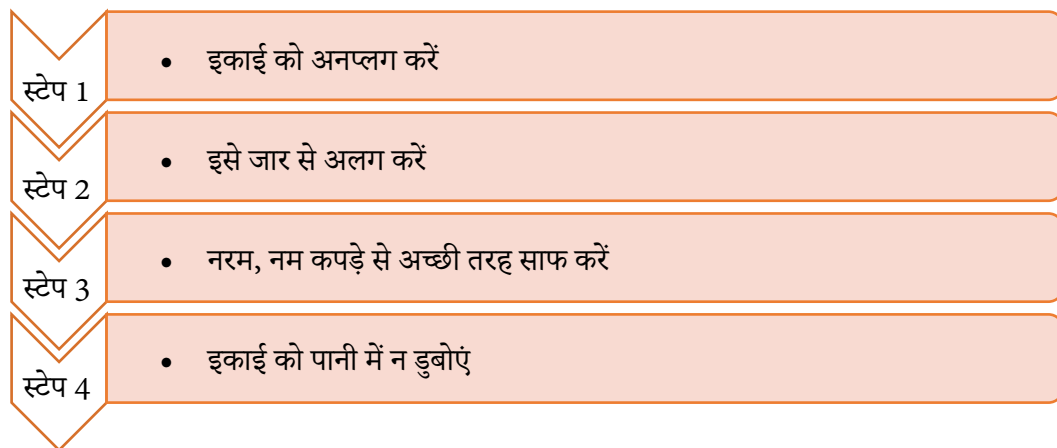 स्टेप 1
• इकाई को अनप्लग करें
स्टेप 2
• इसे जार से अलग करें
स्टेप 3
• नरम, नम कपड़े से अच्छी तरह साफ करें
स्टेप 4
• इकाई को पानी में न डुबोएं